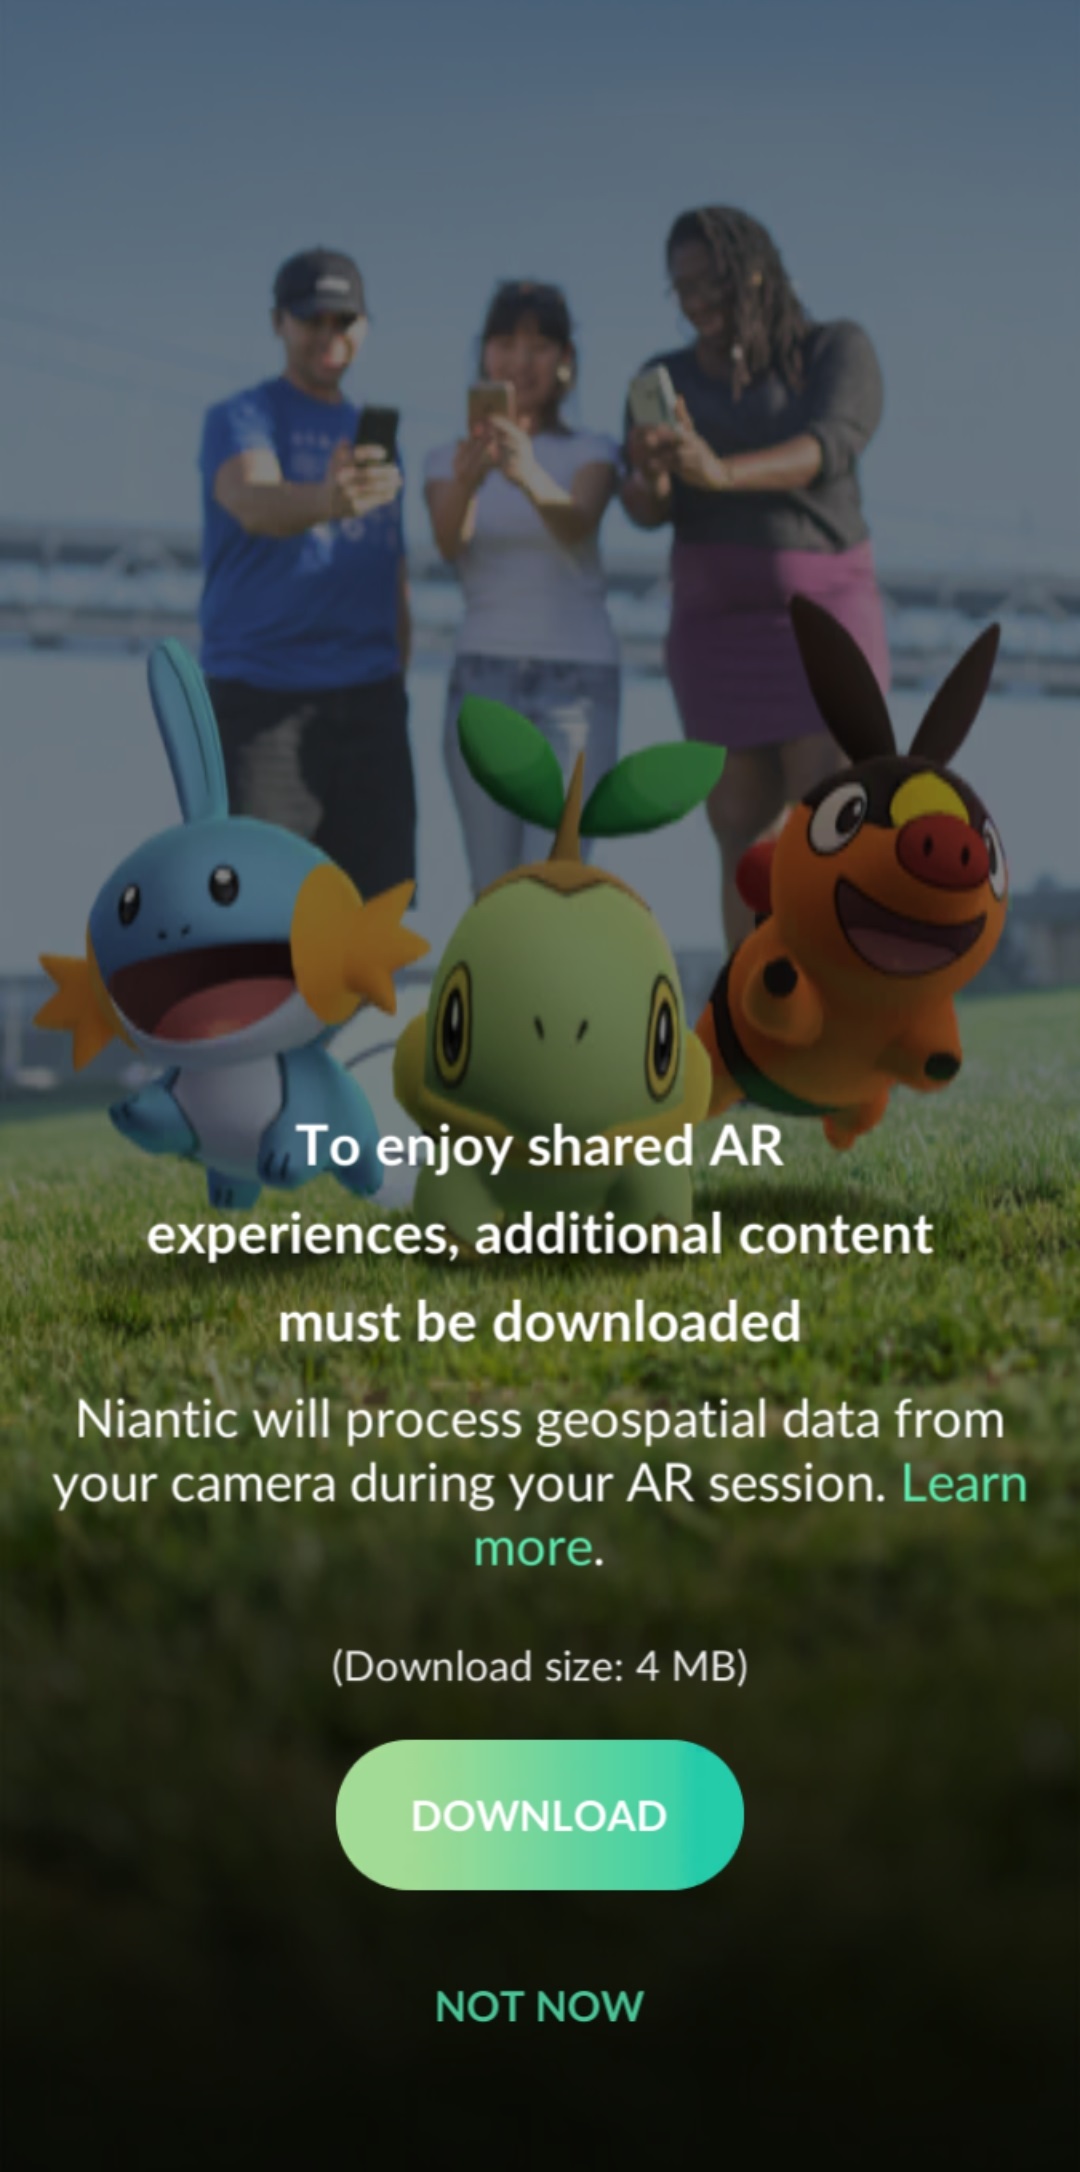 To enjoy shared AR
experiences, additional content
must be downloaded
Niantic will process geospatial data from
your camera during your AR session. Learn
more.
(Download size: 4 MB)
DOWNLOAD
NOT NOW